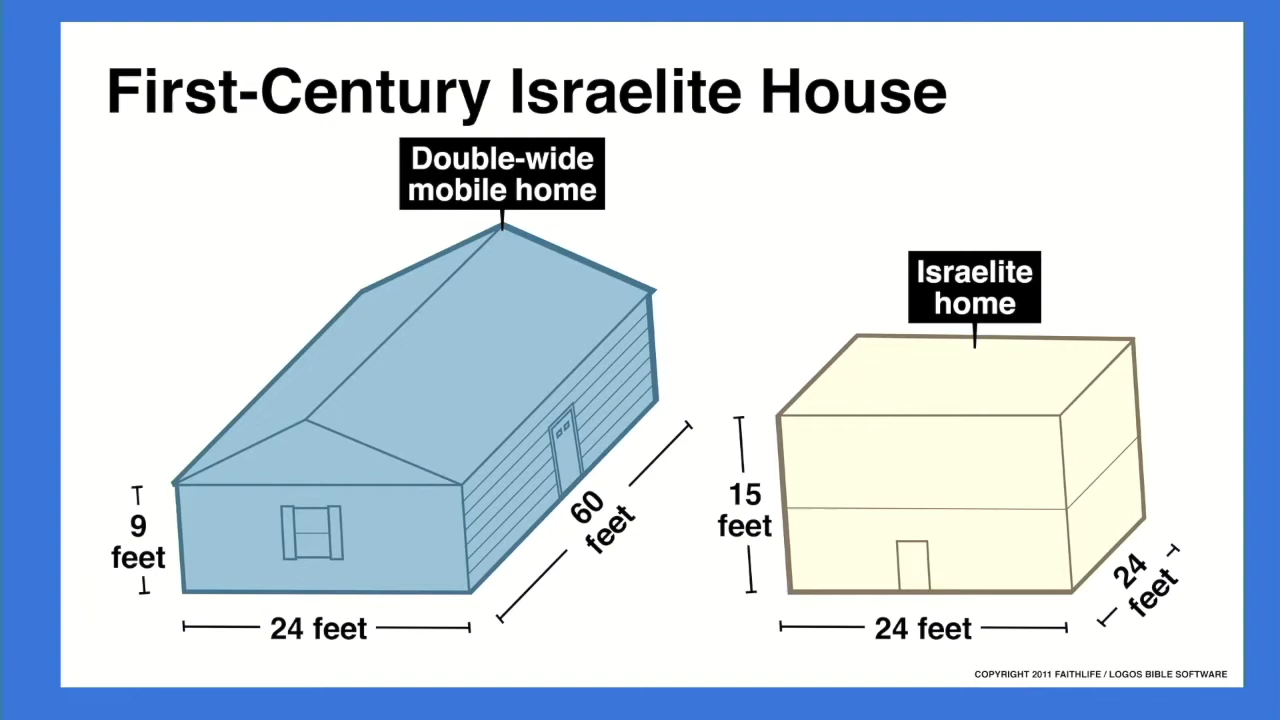 First-Century Israelite House
Double-wide
mobile home
Israelite
home
9
feet
24 feet
60
feet
15
feet
24 feet
24
feet
COPYRIGHT 2011 FAITHLIFE / LOGOS BIBLE SOFTWARE